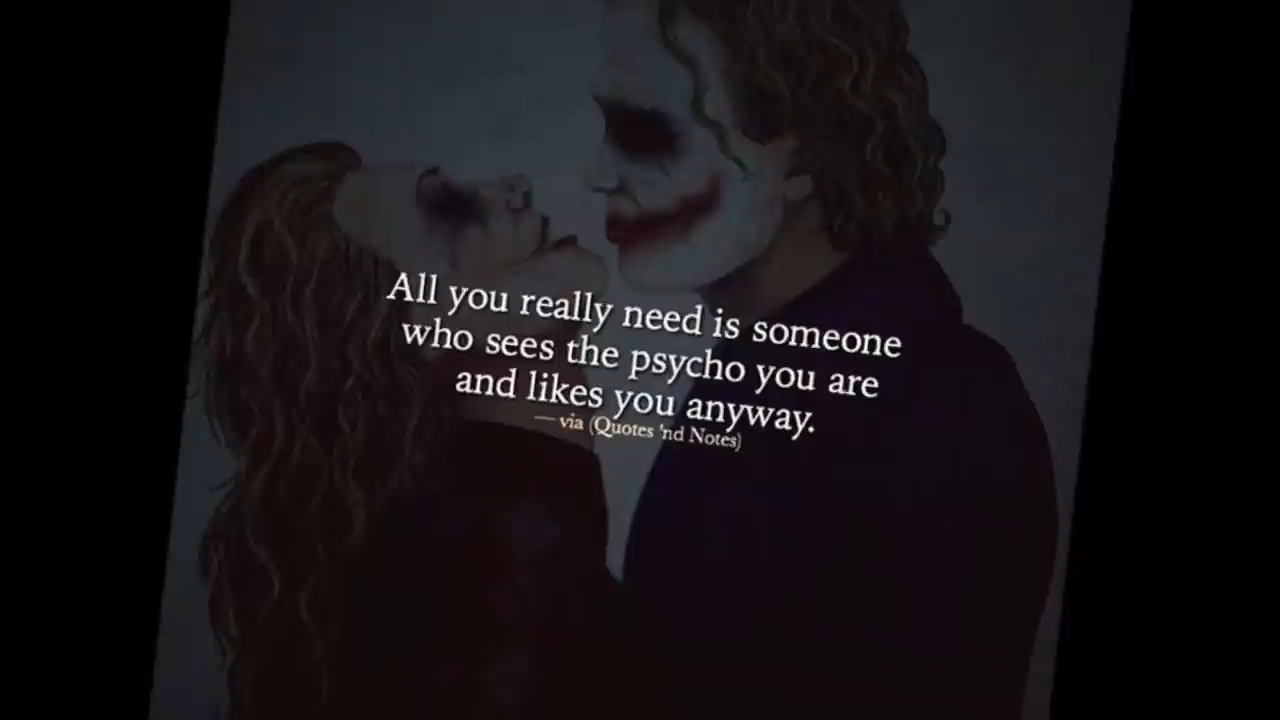 All you really need is someone
who sees the psycho you are
and likes you anyway.
— via (Quotes 'nd Notes)